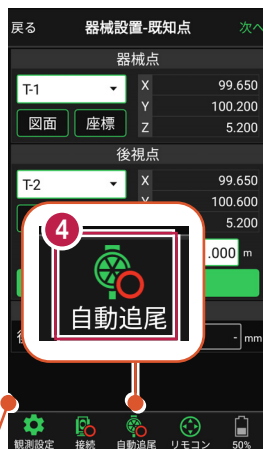 戻る 器械設置-既知点 次へ
器械点
T-1 X 99.650
Y 100.200
図面 座標 Z 5.200
後視点
T-2 X 99.650
Y 100.600
5.200
4
.000 m
自動追尾
- mm
観測設定 接続 自動追尾 リモコン 50%